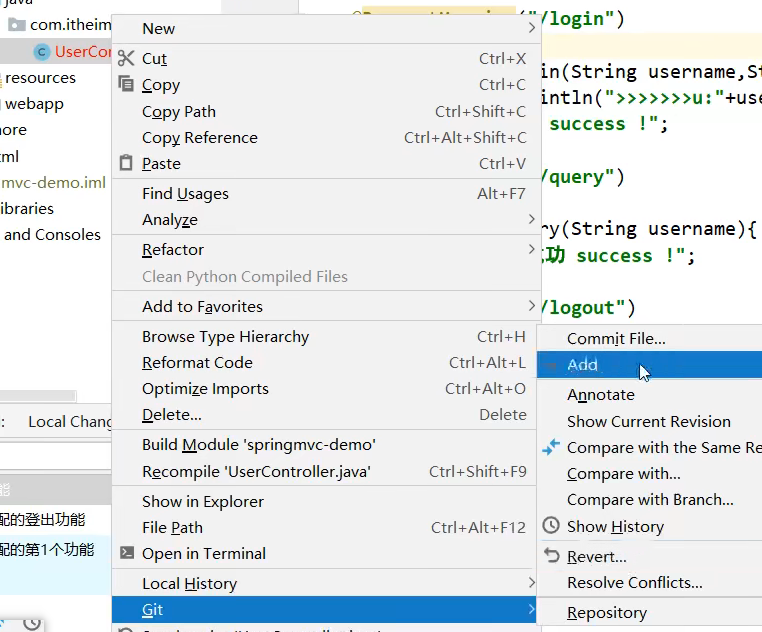 java
com.itheim
UserCon
resources
webapp
ore
ml
mvc-demo.iml
ibraries
and Consoles
: Local Chang
能
配的登出功能
配的第1个功能
New
Cut Ctrl+X
Copy Ctrl+C
Copy Path Ctrl+Shift+C
Copy Reference Ctrl+Alt+Shift+C
Paste Ctrl+V
Find Usages Alt+F7
Analyze
Refactor
Clean Python Compiled Files
Add to Favorites
Browse Type Hierarchy Ctrl+H
Reformat Code Ctrl+Alt+L
Optimize Imports Ctrl+Alt+O
Delete... Delete
Build Module 'springmvc-demo'
Recompile 'UserController.java' Ctrl+Shift+F9
Show in Explorer
File Path Ctrl+Alt+F12
Open in Terminal
Local History
Git
("/login")
in(String username,St
intln(">>>>>>>u:"+use
success !";
/query")
ry(String username){
功 success !";
/logout")
Commit File...
Add
Annotate
Show Current Revision
Compare with the Same Re
Compare with...
Compare with Branch...
Show History
Revert...
Resolve Conflicts...
Repository